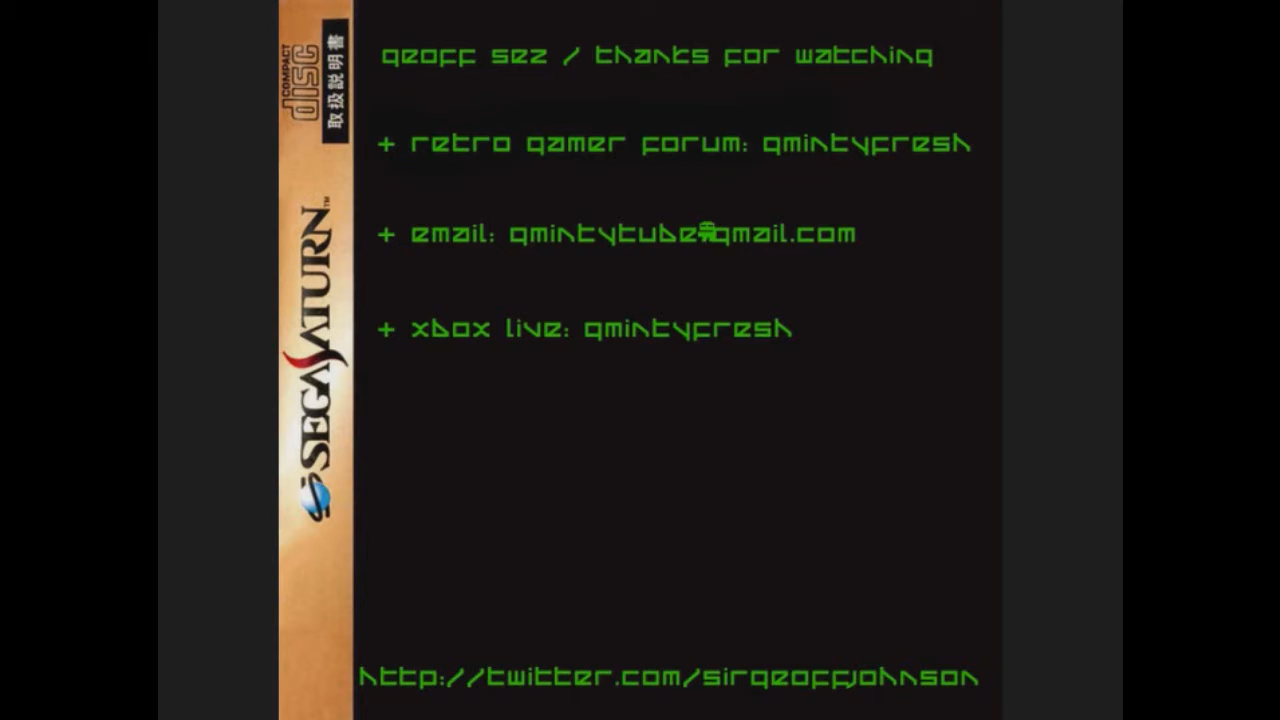 COMPACT
disc
取扱説明書
SEGA SATURN™
geoff sez / thanks for watching
+ retro gamer forum: gmintyfresh
+ email: gmintytube@gmail.com
+ xbox live: gmintyfresh
http://twitter.com/sirgeoffjohnson